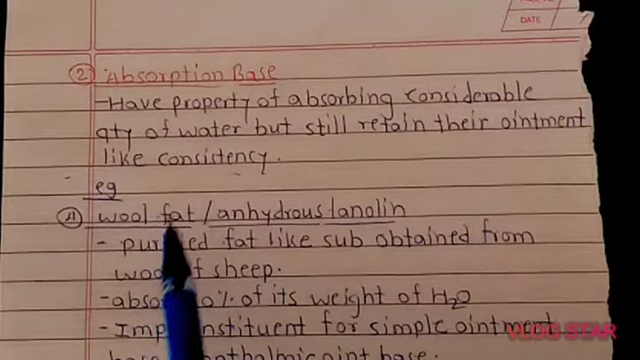 DATE
② Absorption Base
-Have property of absorbing considerable
qty of water but still retain their ointment
like consistency.
eg
① wool fat / anhydrous lanolin
- fat like sub obtained from
of sheep.
- % of its weight of H₂O
- for simple ointment
VLOG STAR